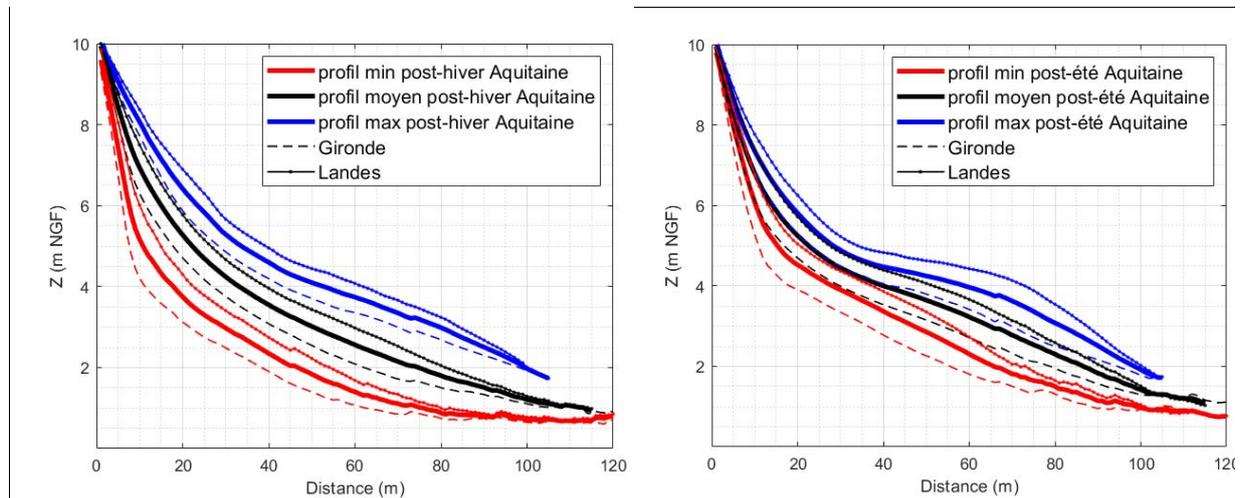 10
8
6
4
2
Z (m NGF)
profil min post-hiver Aquitaine
profil moyen post-hiver Aquitaine
profil max post-hiver Aquitaine
Gironde
Landes
0 20 40 60 80 100 120
Distance (m)
10
8
6
4
2
Z (m NGF)
profil min post-été Aquitaine
profil moyen post-été Aquitaine
profil max post-été Aquitaine
Gironde
Landes
0 20 40 60 80 100 120
Distance (m)